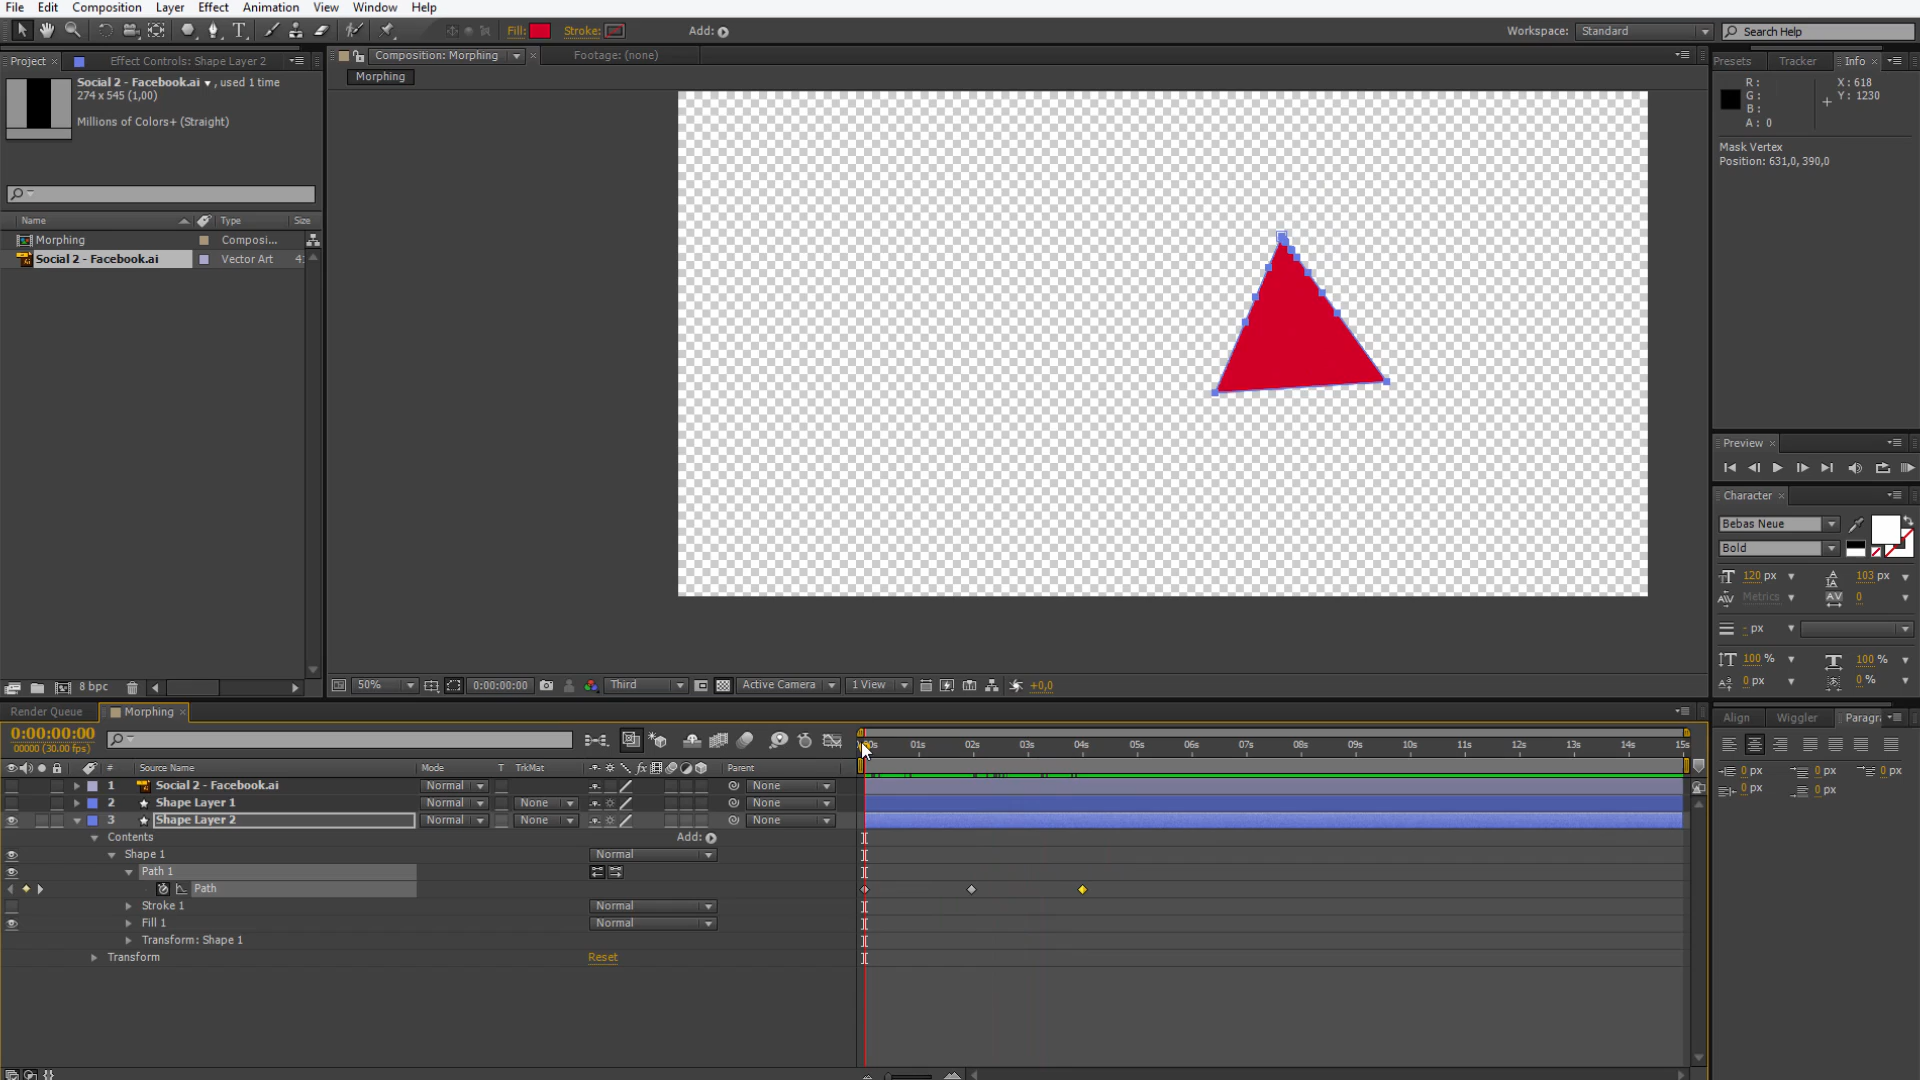 File Edit Composition Layer Effect Animation View Window Help
Fill: Stroke: Add: Workspace: Standard Search Help
Project Effect Controls: Shape Layer 2 Composition: Morphing Footage: (none) Presets Tracker Info
Morphing
Social 2 - Facebook.ai , used 1 time
274 x 545 (1,00)
Millions of Colors+ (Straight)
R :
G :
B :
A : 0
X : 618
Y : 1230
Mask Vertex
Position: 631,0, 390,0
Name Type Size
Morphing Composi...
Social 2 - Facebook.ai Vector Art
Preview
Character
Bebas Neue
Bold
120 px 103 px
Metrics 0
- px
100 % 100 %
0 px 0 %
8 bpc
50% 0:00:00:00 Third Active Camera 1 View +0,0
Render Queue Morphing
Align Wiggler Paragr
0:00:00:00
00000 (30.00 fps)
01s 02s 03s 04s 05s 06s 07s 08s 09s 10s 11s 12s 13s 14s 15s
# Source Name Mode T TrkMat fx Parent
1 Social 2 - Facebook.ai Normal None
2 Shape Layer 1 Normal None None
3 Shape Layer 2 Normal None None
Contents Add:
Shape 1 Normal
Path 1
Path
Stroke 1 Normal
Fill 1 Normal
Transform: Shape 1
Transform Reset
0 px 0 px 0 px
0 px 0 px